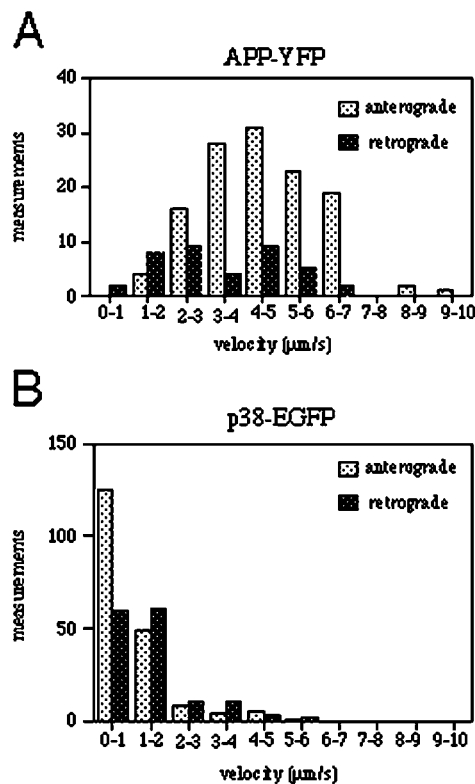 A
APP-YFP
40
30
20
10
0
measurements
anterograde
retrograde
0-1 1-2 2-3 3-4 4-5 5-6 6-7 7-8 8-9 9-10
velocity (µm/s)
B
p38-EGFP
150
100
50
0
measurements
anterograde
retrograde
0-1 1-2 2-3 3-4 4-5 5-6 6-7 7-8 8-9 9-10
velocity (µm/s)